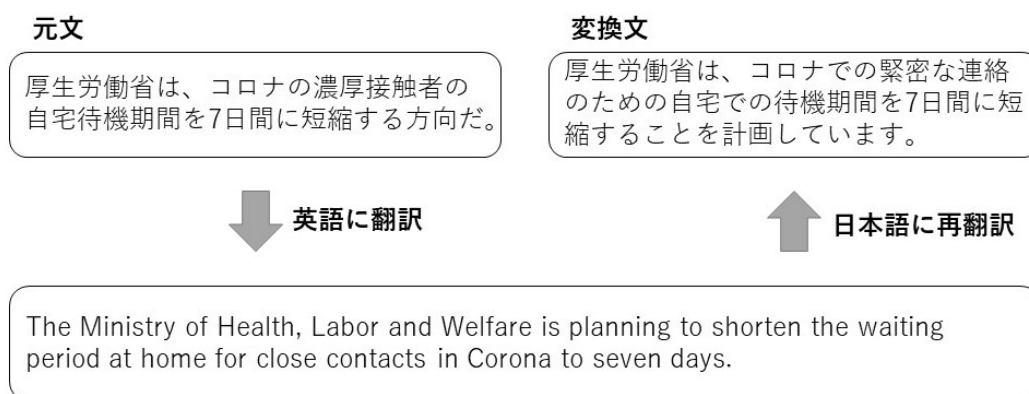 元文
厚生労働省は、コロナの濃厚接触者の
自宅待機期間を7日間に短縮する方向だ。
変換文
厚生労働省は、コロナでの緊密な連絡
のための自宅での待機期間を7日間に短
縮することを計画しています。
英語に翻訳
日本語に再翻訳
The Ministry of Health, Labor and Welfare is planning to shorten the waiting
period at home for close contacts in Corona to seven days.